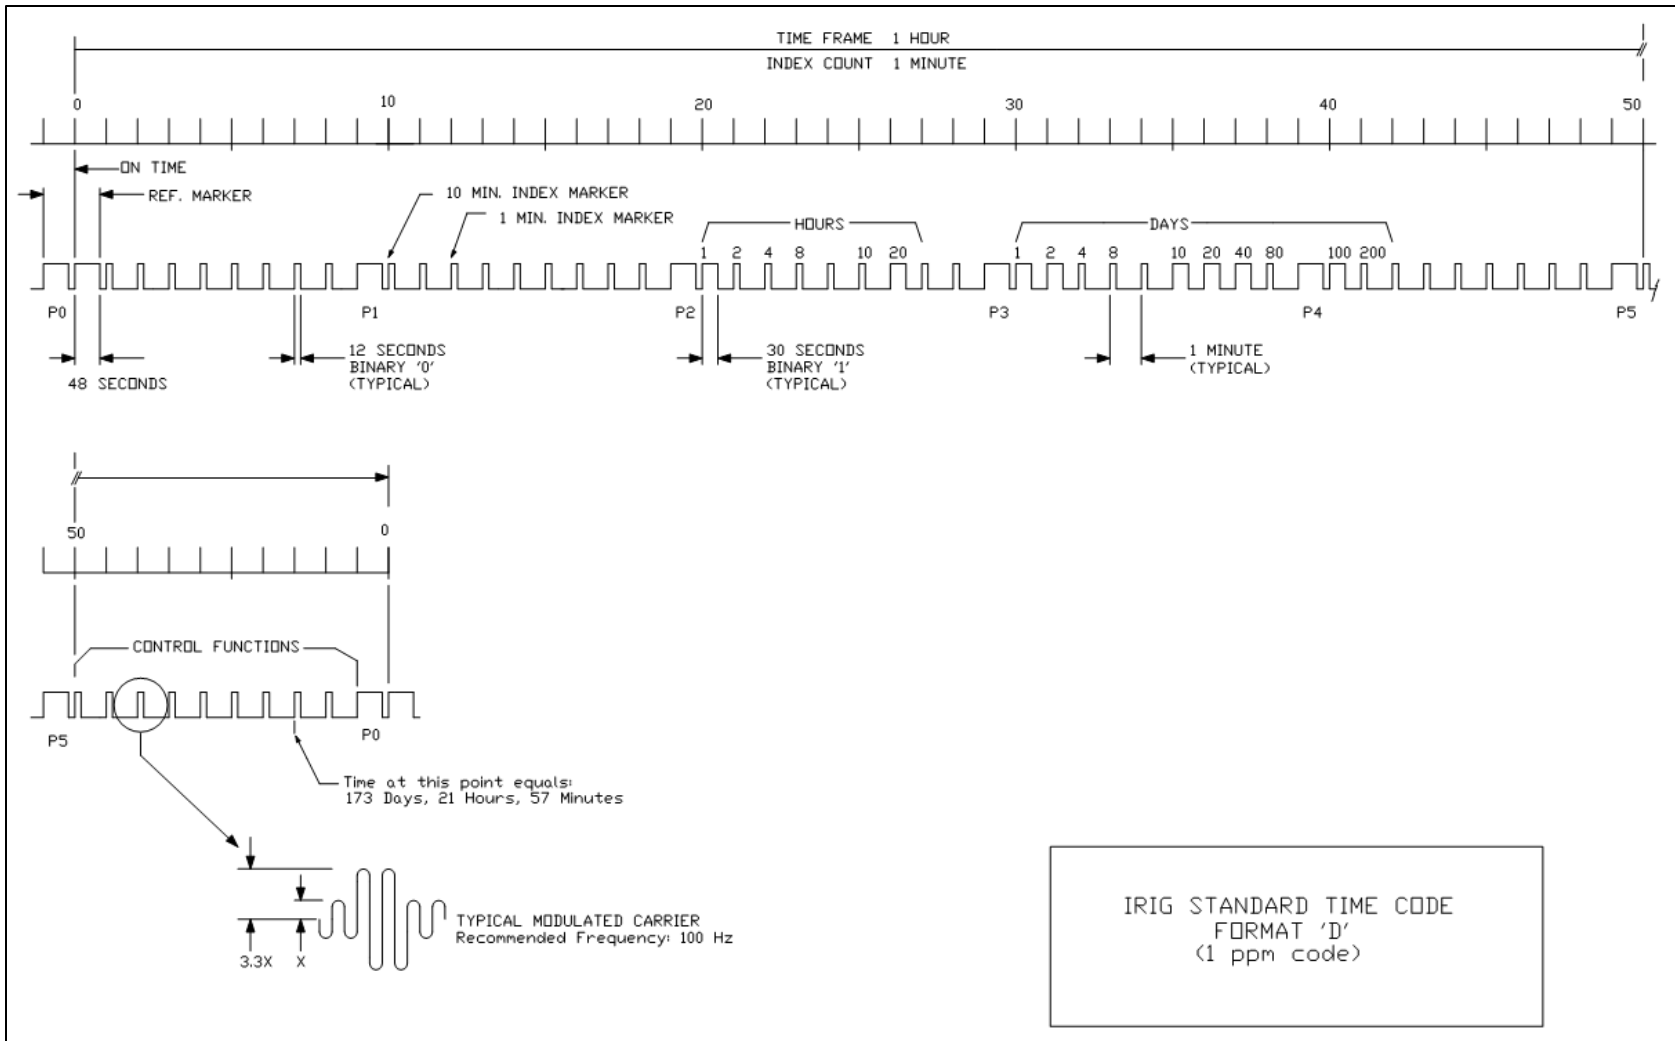 TIME FRAME 1 HOUR
INDEX COUNT 1 MINUTE
0 10 20 30 40 50
ON TIME
REF. MARKER
10 MIN. INDEX MARKER
1 MIN. INDEX MARKER
HOURS
DAYS
1 2 4 8 10 20 1 2 4 8 10 20 40 80 100 200
P0 P1 P2 P3 P4 P5
48 SECONDS
12 SECONDS
BINARY '0'
(TYPICAL)
30 SECONDS
BINARY '1'
(TYPICAL)
1 MINUTE
(TYPICAL)
50 0
CONTROL FUNCTIONS
P5 P0
Time at this point equals:
173 Days, 21 Hours, 57 Minutes
3.3X X
TYPICAL MODULATED CARRIER
Recommended Frequency: 100 Hz
IRIG STANDARD TIME CODE
FORMAT 'D'
(1 ppm code)